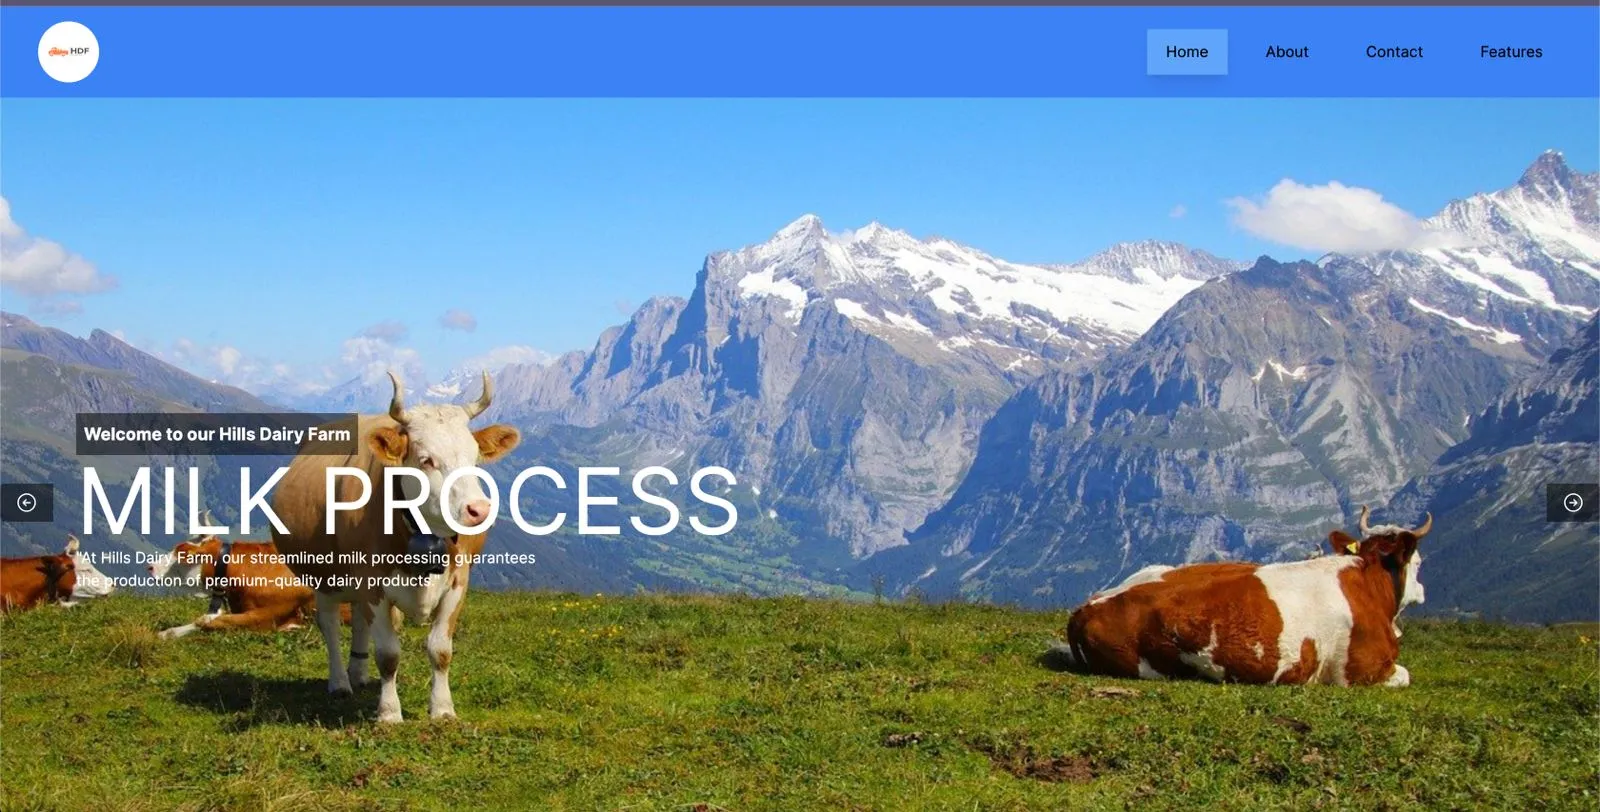 HDF
Home
About
Contact
Features
Welcome to our Hills Dairy Farm
MILK PROCESS
"At Hills Dairy Farm, our streamlined milk processing guarantees
the production of premium-quality dairy products."